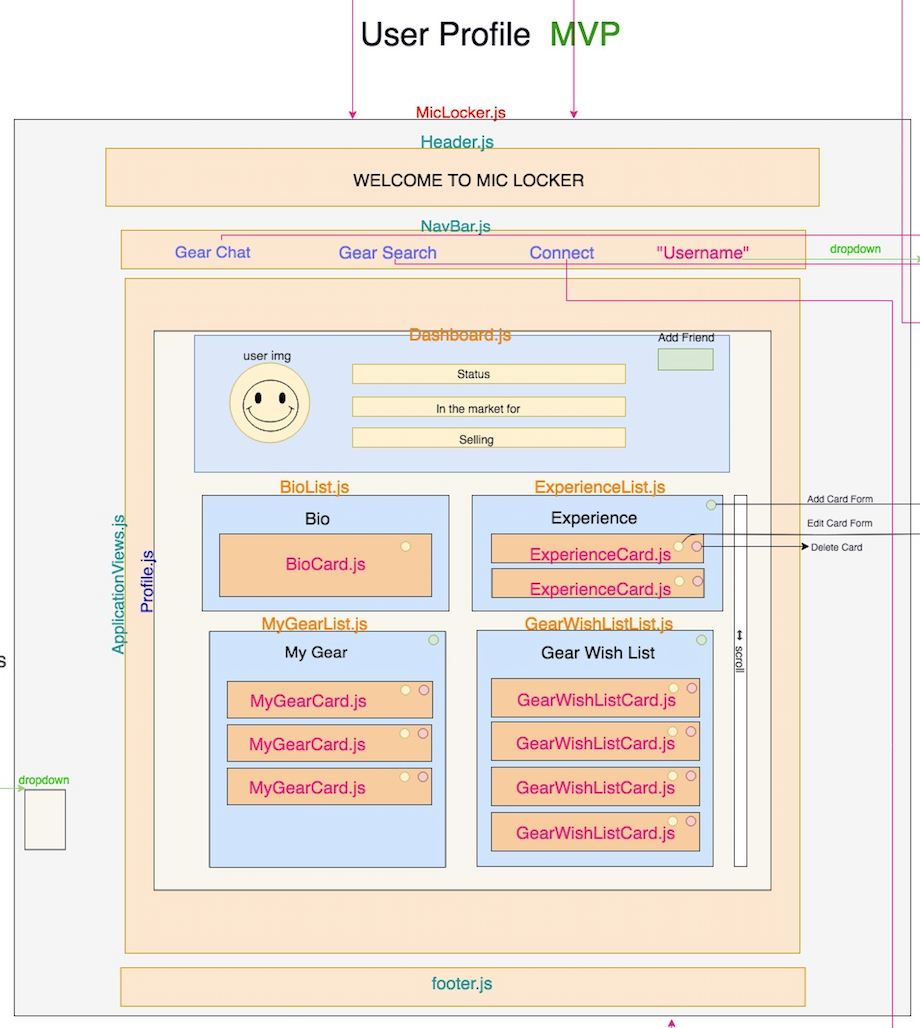 User Profile MVP
MicLocker.js
Header.js
WELCOME TO MIC LOCKER
NavBar.js
Gear Chat
Gear Search
Connect
"Username"
dropdown
Dashboard.js
Add Friend
user img
Status
In the market for
Selling
ApplicationViews.js
Profile.js
BioList.js
Bio
BioCard.js
ExperienceList.js
Experience
ExperienceCard.js
ExperienceCard.js
Add Card Form
Edit Card Form
Delete Card
MyGearList.js
My Gear
MyGearCard.js
MyGearCard.js
MyGearCard.js
GearWishListList.js
Gear Wish List
GearWishListCard.js
GearWishListCard.js
GearWishListCard.js
GearWishListCard.js
↔ scroll
s
dropdown
footer.js